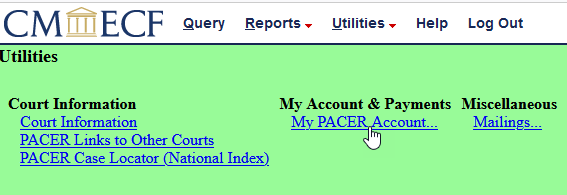 CM ECF Query Reports Utilities Help Log Out
Utilities
Court Information My Account & Payments Miscellaneous
Court Information My PACER Account... Mailings...
PACER Links to Other Courts
PACER Case Locator (National Index)